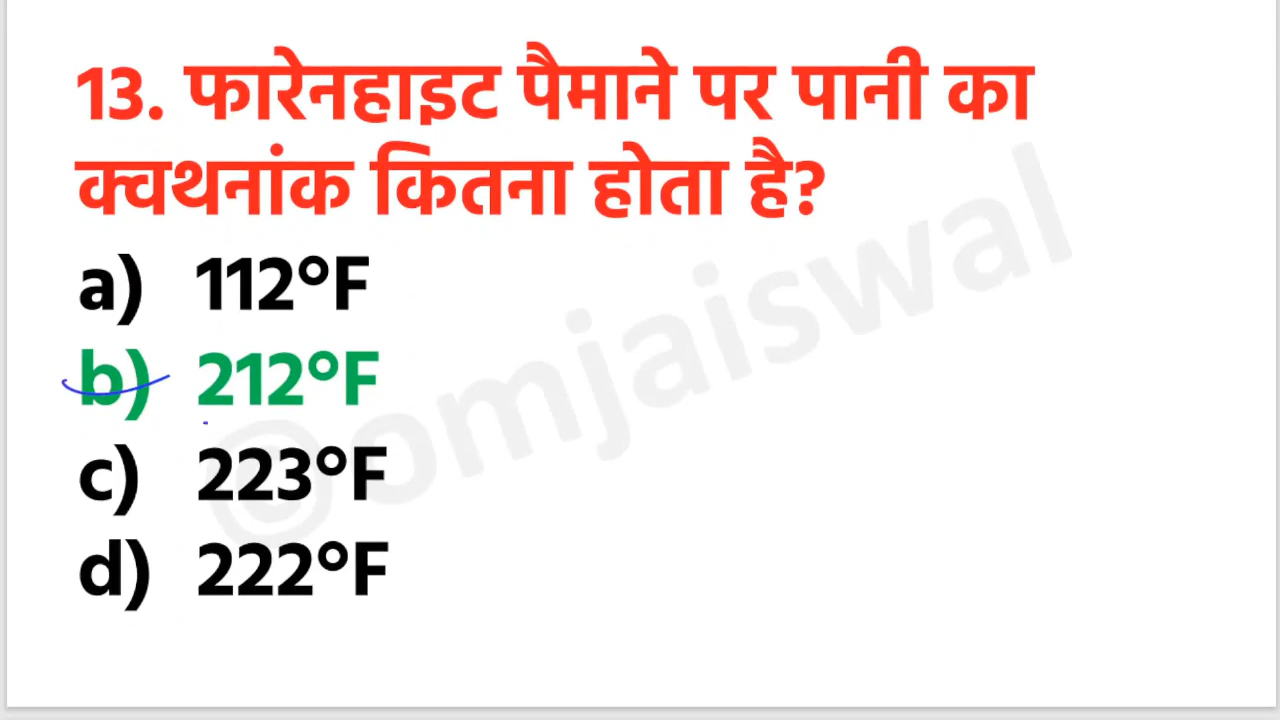 13. फारेनहाइट पैमाने पर पानी का
क्वथनांक कितना होता है?
a) 112°F
b) 212°F
c) 223°F
d) 222°F
©omjaiswal